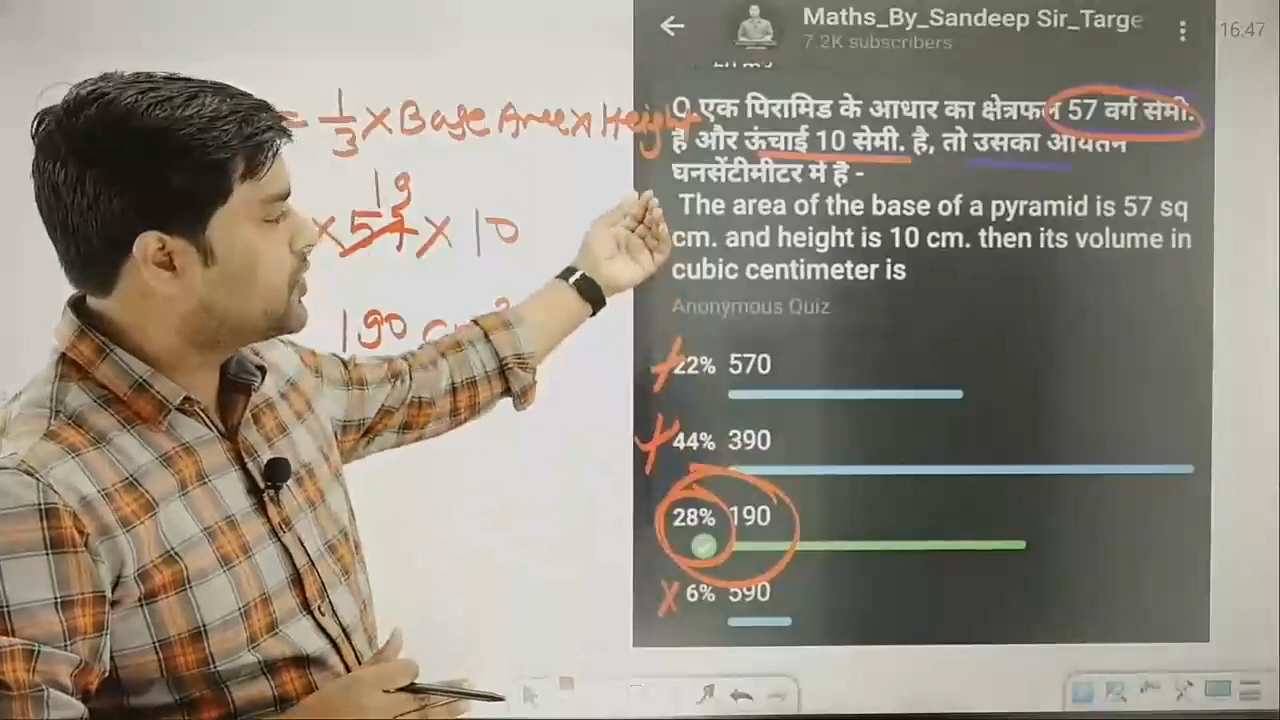 Maths_By_Sandeep Sir_Targe
7.2K subscribers
16:47
= 1/3 × Base Area × Height
19
× 57 × 10
190
Q एक पिरामिड के आधार का क्षेत्रफल 57 वर्ग सेमी.
है और ऊंचाई 10 सेमी. है, तो उसका आयतन
घनसेंटीमीटर में है -
The area of the base of a pyramid is 57 sq
cm. and height is 10 cm. then its volume in
cubic centimeter is
Anonymous Quiz
22% 570
44% 390
28% 190
6% 590